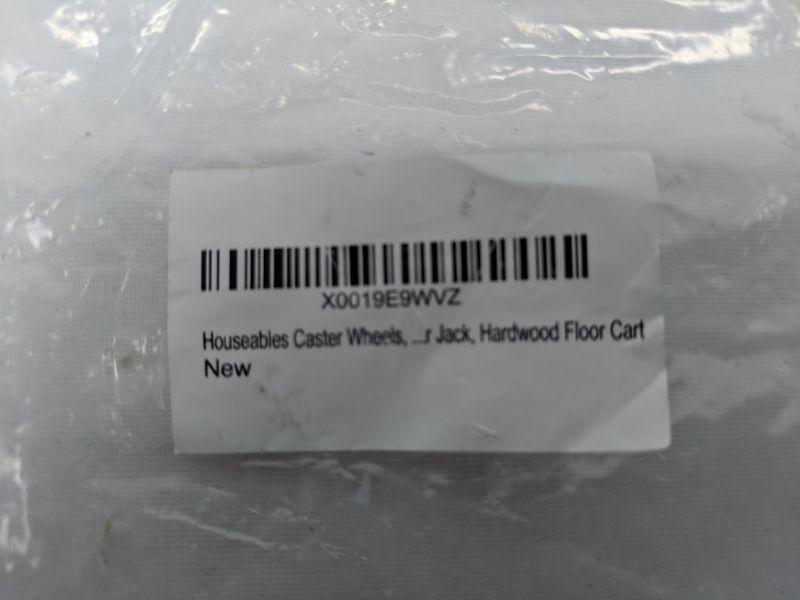 X0019E9WVZ
Houseables Caster Wheels, ...r Jack, Hardwood Floor Cart
New